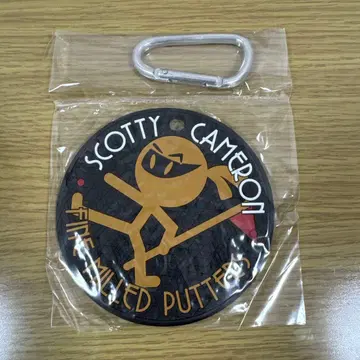 SCOTTY CAMERON
FINE MILLED PUTTERS